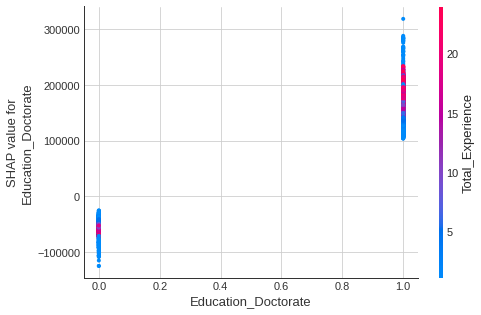 300000
200000
100000
0
−100000
SHAP value for
Education_Doctorate
0.0 0.2 0.4 0.6 0.8 1.0
Education_Doctorate
20
15
10
5
Total_Experience